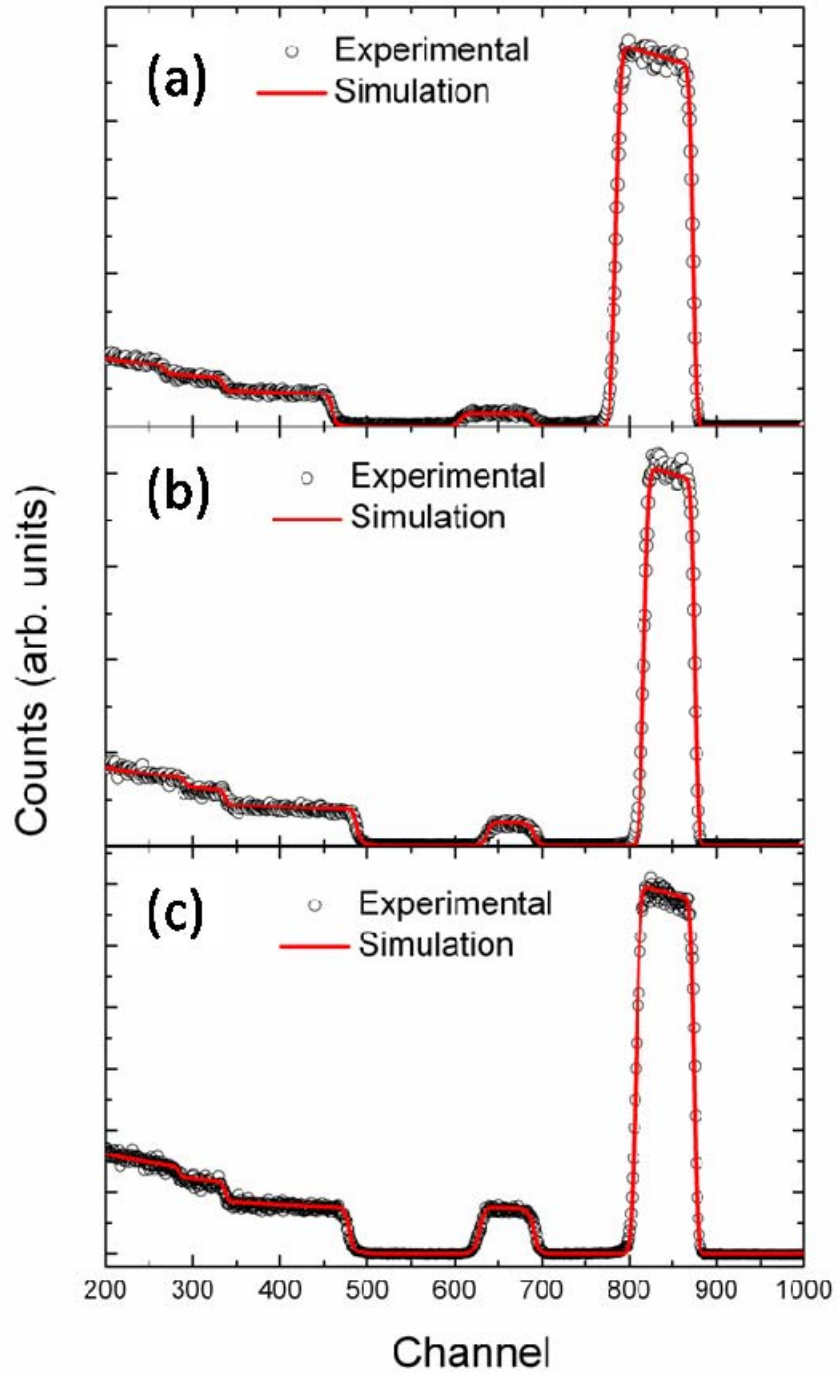 (a)
Experimental
Simulation
(b)
Experimental
Simulation
(c)
Experimental
Simulation
Counts (arb. units)
200 300 400 500 600 700 800 900 1000
Channel